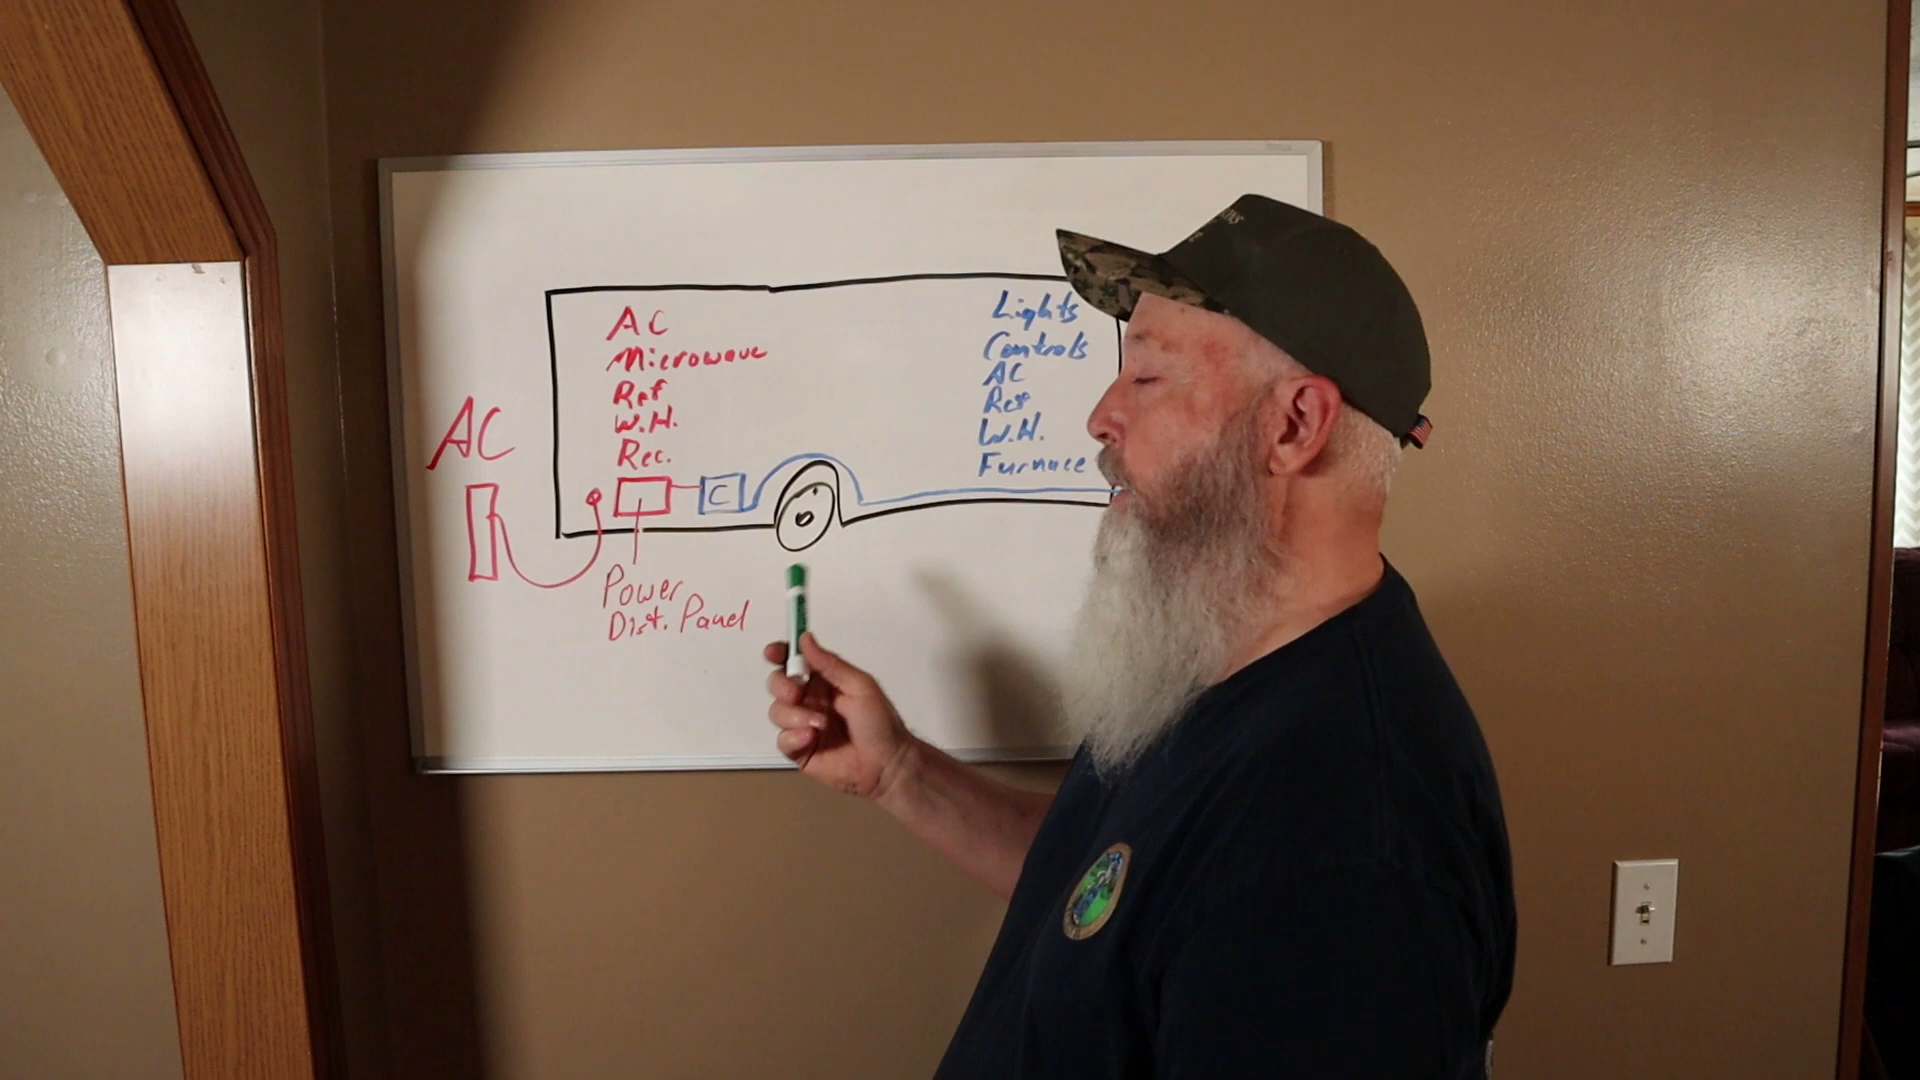 AC
AC
Microwave
Ref
W.H.
Rec.
C
Power
Dist. Panel
Lights
Controls
AC
Ref
W.H.
Furnace